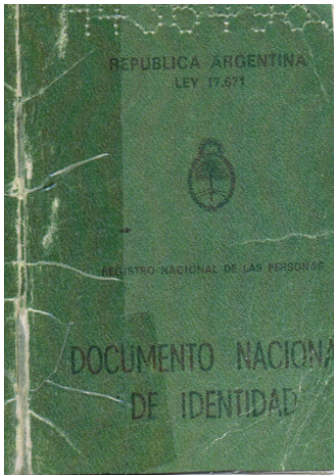 REPUBLICA ARGENTINA
LEY 17.671
REGISTRO NACIONAL DE LAS PERSONAS
DOCUMENTO NACIONA
DE IDENTIDAD